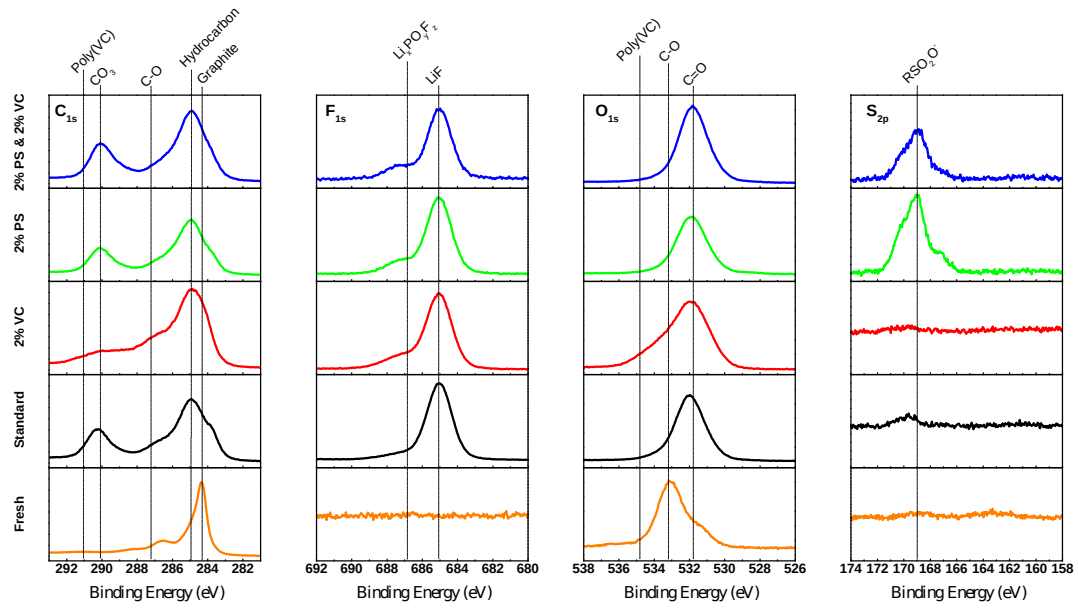 Poly(VC)
CO3
C-O
Hydrocarbon
Graphite
LixPOyFz
LiF
Poly(VC)
C-O
C=O
RSO2O-
2% PS & 2% VC
C1s
F1s
O1s
S2p
2% PS
2% VC
Standard
Fresh
292 290 288 286 284 282
692 690 688 686 684 682 680
538 536 534 532 530 528 526
174 172 170 168 166 164 162 160 158
Binding Energy (eV)
Binding Energy (eV)
Binding Energy (eV)
Binding Energy (eV)